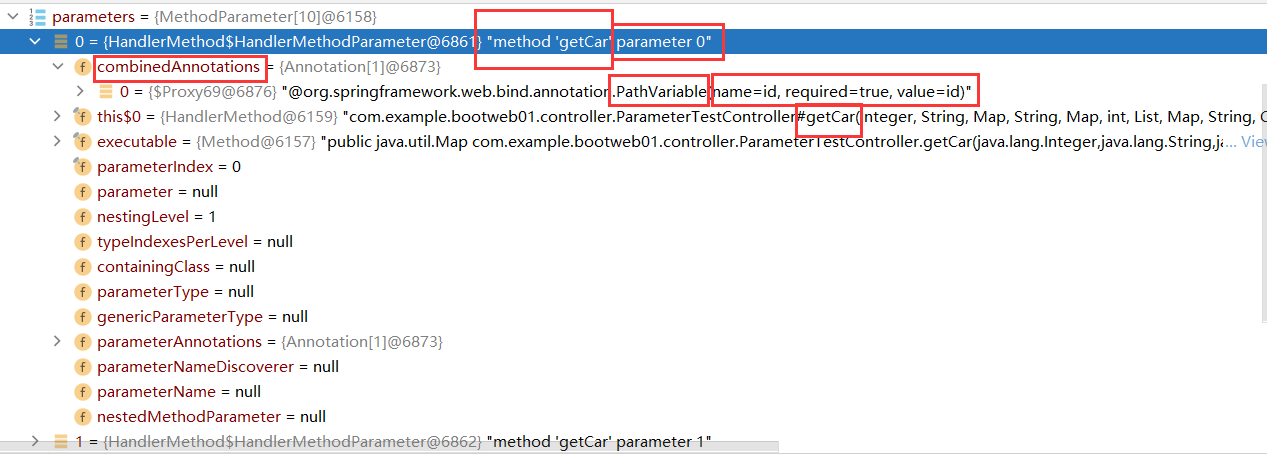 parameters = {MethodParameter[10]@6158}
0 = {HandlerMethod$HandlerMethodParameter@6861} "method 'getCar' parameter 0"
combinedAnnotations = {Annotation[1]@6873}
0 = {$Proxy69@6876} "@org.springframework.web.bind.annotation.PathVariable(name=id, required=true, value=id)"
this$0 = {HandlerMethod@6159} "com.example.bootweb01.controller.ParameterTestController#getCar(Integer, String, Map, String, Map, int, List, Map, String, C
executable = {Method@6157} "public java.util.Map com.example.bootweb01.controller.ParameterTestController.getCar(java.lang.Integer,java.lang.String,ja... View
parameterIndex = 0
parameter = null
nestingLevel = 1
typeIndexesPerLevel = null
containingClass = null
parameterType = null
genericParameterType = null
parameterAnnotations = {Annotation[1]@6873}
parameterNameDiscoverer = null
parameterName = null
nestedMethodParameter = null
1 = {HandlerMethod$HandlerMethodParameter@6862} "method 'getCar' parameter 1"